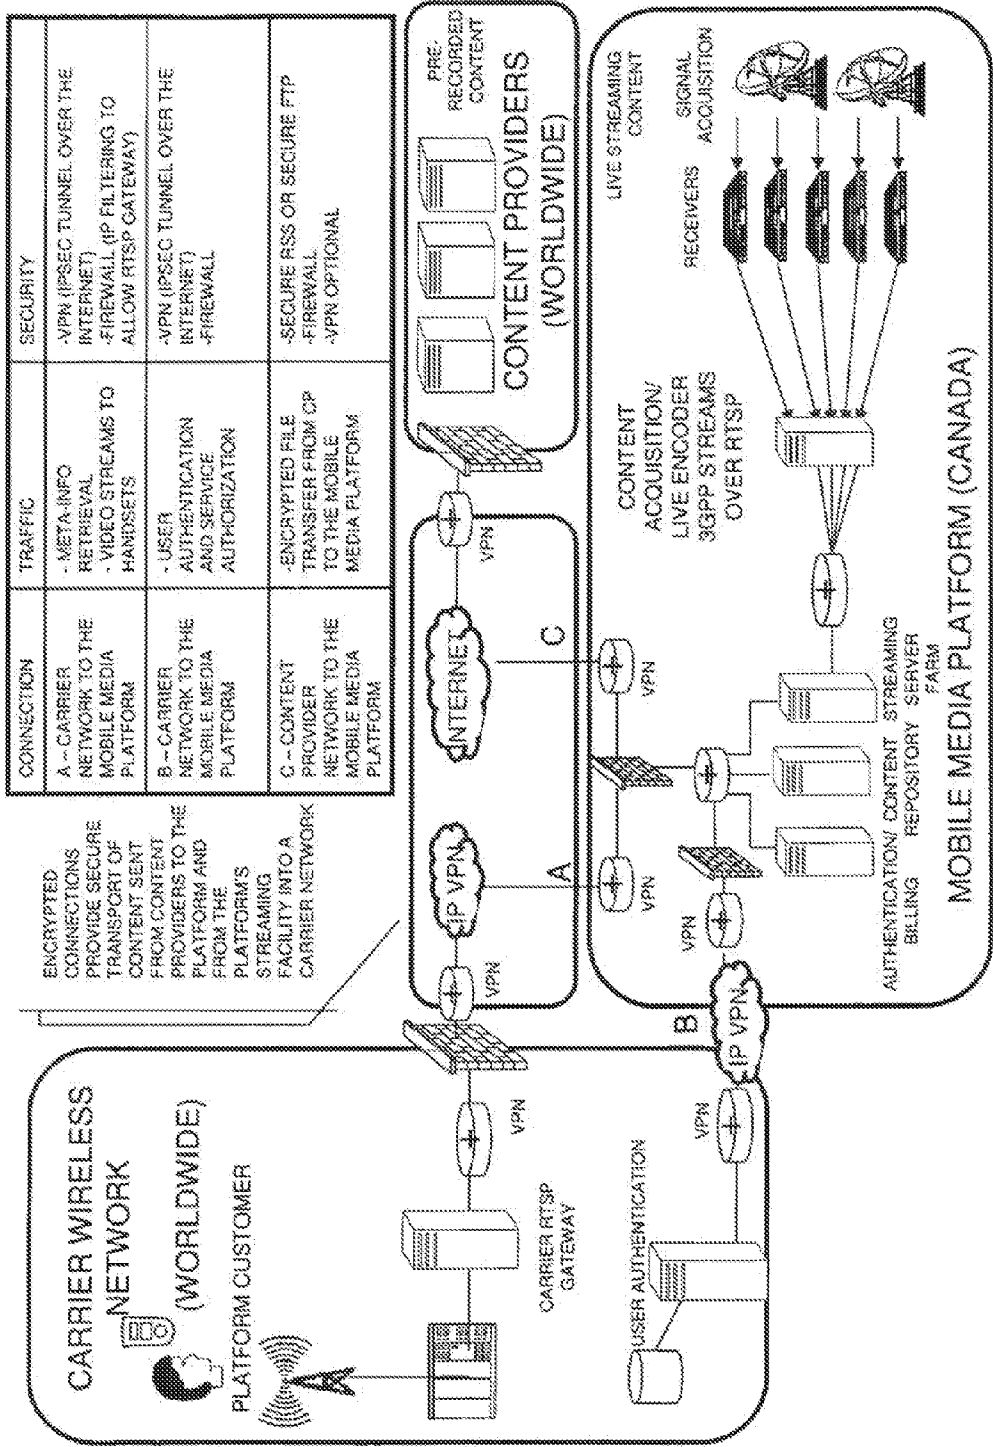 CARRIER WIRELESS
NETWORK
(WORLDWIDE)
PLATFORM CUSTOMER
CARRIER RTSP
GATEWAY
VPN
USER AUTHENTICATION
VPN
ENCRYPTED
CONNECTIONS
PROVIDE SECURE
TRANSPORT OF
CONTENT SENT
FROM CONTENT
PROVIDERS TO THE
PLATFORM AND
FROM THE
PLATFORM'S
STREAMING
FACILITY INTO A
CARRIER NETWORK
CONNECTION
TRAFFIC
SECURITY
A – CARRIER
NETWORK TO THE
MOBILE MEDIA
PLATFORM
- META-INFO
RETRIEVAL
- VIDEO STREAMS TO
HANDSETS
-VPN (IPSEC TUNNEL OVER THE
INTERNET)
-FIREWALL (IP FILTERING TO
ALLOW RTSP GATEWAY)
B – CARRIER
NETWORK TO THE
MOBILE MEDIA
PLATFORM
- USER
AUTHENTICATION
AND SERVICE
AUTHORIZATION
-VPN (IPSEC TUNNEL OVER THE
INTERNET)
-FIREWALL
C – CONTENT
PROVIDER
NETWORK TO THE
MOBILE MEDIA
PLATFORM
-ENCRYPTED FILE
TRANSFER FROM CP
TO THE MOBILE
MEDIA PLATFORM
-SECURE RSS OR SECURE FTP
-FIREWALL
-VPN OPTIONAL
VPN
IP VPN
INTERNET
VPN
A
C
PRE-
RECORDED
CONTENT
CONTENT PROVIDERS
(WORLDWIDE)
B
IP VPN
VPN
VPN
VPN
AUTHENTICATION/
BILLING
CONTENT
REPOSITORY
STREAMING
SERVER
FARM
CONTENT
ACQUISITION/
LIVE ENCODER
3GPP STREAMS
OVER RTSP
RECEIVERS
LIVE STREAMING
CONTENT
SIGNAL
ACQUISITION
MOBILE MEDIA PLATFORM (CANADA)